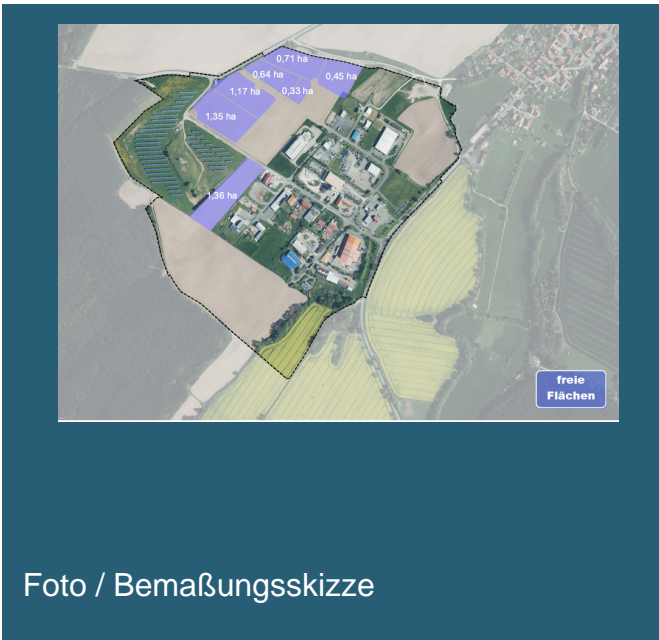 0,71 ha
0,64 ha
0,45 ha
1,17 ha
0,33 ha
1,35 ha
1,36 ha
freie
Flächen
Foto / Bemaßungsskizze